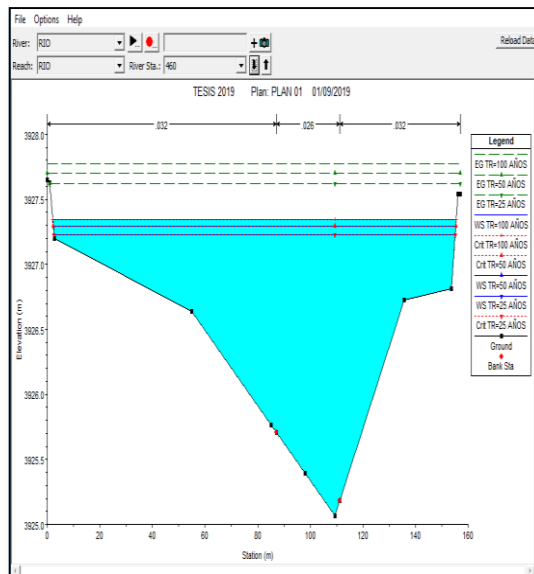 File Options Help
River: RIO
Reload Data
Reach: RIO River Sta.: 460
TESIS 2019 Plan: PLAN 01 01/09/2019
.032 .026 .032
3928.0
3927.5
3927.0
3926.5
3926.0
3925.5
3925.0
Elevation (m)
0 20 40 60 80 100 120 140 160
Station (m)
Legend
EG TR=100 AÑOS
EG TR=50 AÑOS
EG TR=25 AÑOS
WS TR=100 AÑOS
Crit TR=100 AÑOS
Crit TR=50 AÑOS
WS TR=50 AÑOS
WS TR=25 AÑOS
Crit TR=25 AÑOS
Ground
Bank Sta